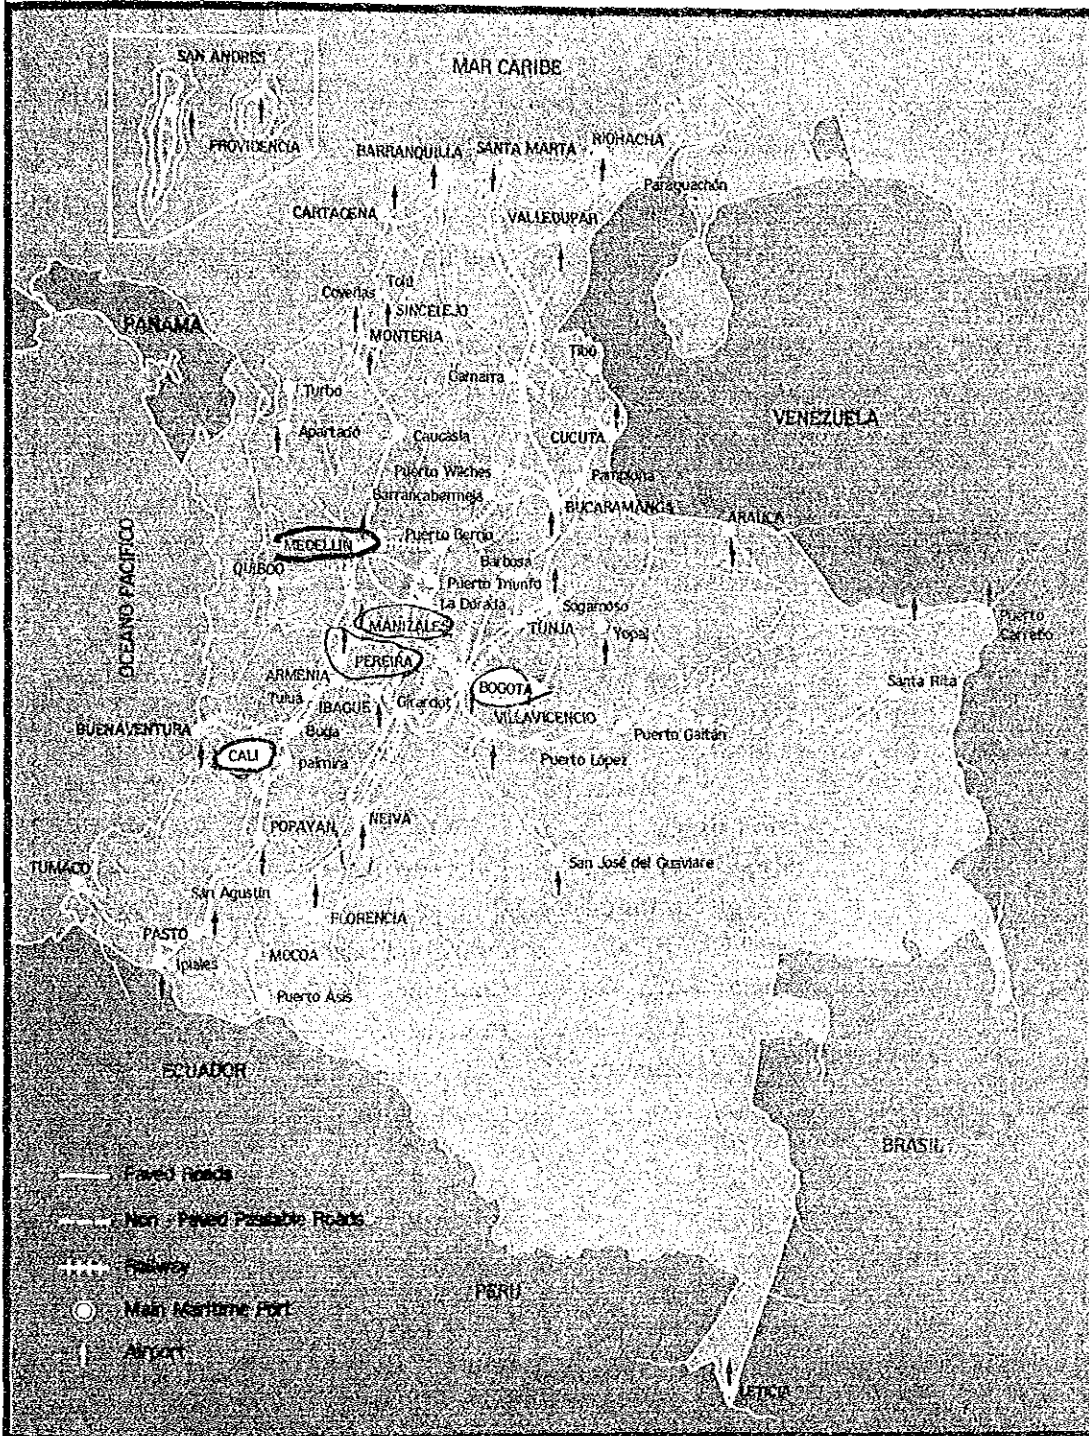 SAN ANDRES
MAR CARIBE
PROVIDENCIA
BARRANQUILLA
SANTA MARTA
RIOHACHA
Paraguachón
CARTAGENA
VALLEDUPAR
Tolú
Coveñas
SINCELEJO
PANAMA
MONTERIA
Tibú
Gamarra
Turbo
VENEZUELA
Apartadó
Caucasia
CUCUTA
Puerto Wilches
Pamplona
Barrancabermeja
BUCARAMANGA
ARAUCA
OCEANO PACIFICO
MEDELLIN
Puerto Berrio
Barbosa
QUIBDO
Puerto Triunfo
La Dorada
Sogamoso
Puerto
Carreño
MANIZALES
TUNJA
Yopal
PEREIRA
ARMENIA
BOGOTA
Santa Rita
Tulua
IBAGUE
Girardot
VILLAVICENCIO
BUENAVENTURA
Buga
Puerto Gaitán
CALI
palmira
Puerto López
POPAYAN
NEIVA
TUMACO
San Agustín
San José del Guaviare
FLORENCIA
PASTO
Ipiales
MOCOA
Puerto Asis
ECUADOR
BRASIL
Paved Roads
Non - Paved Passable Roads
Railway
PERU
Main Maritime Port
Airport
LETICIA